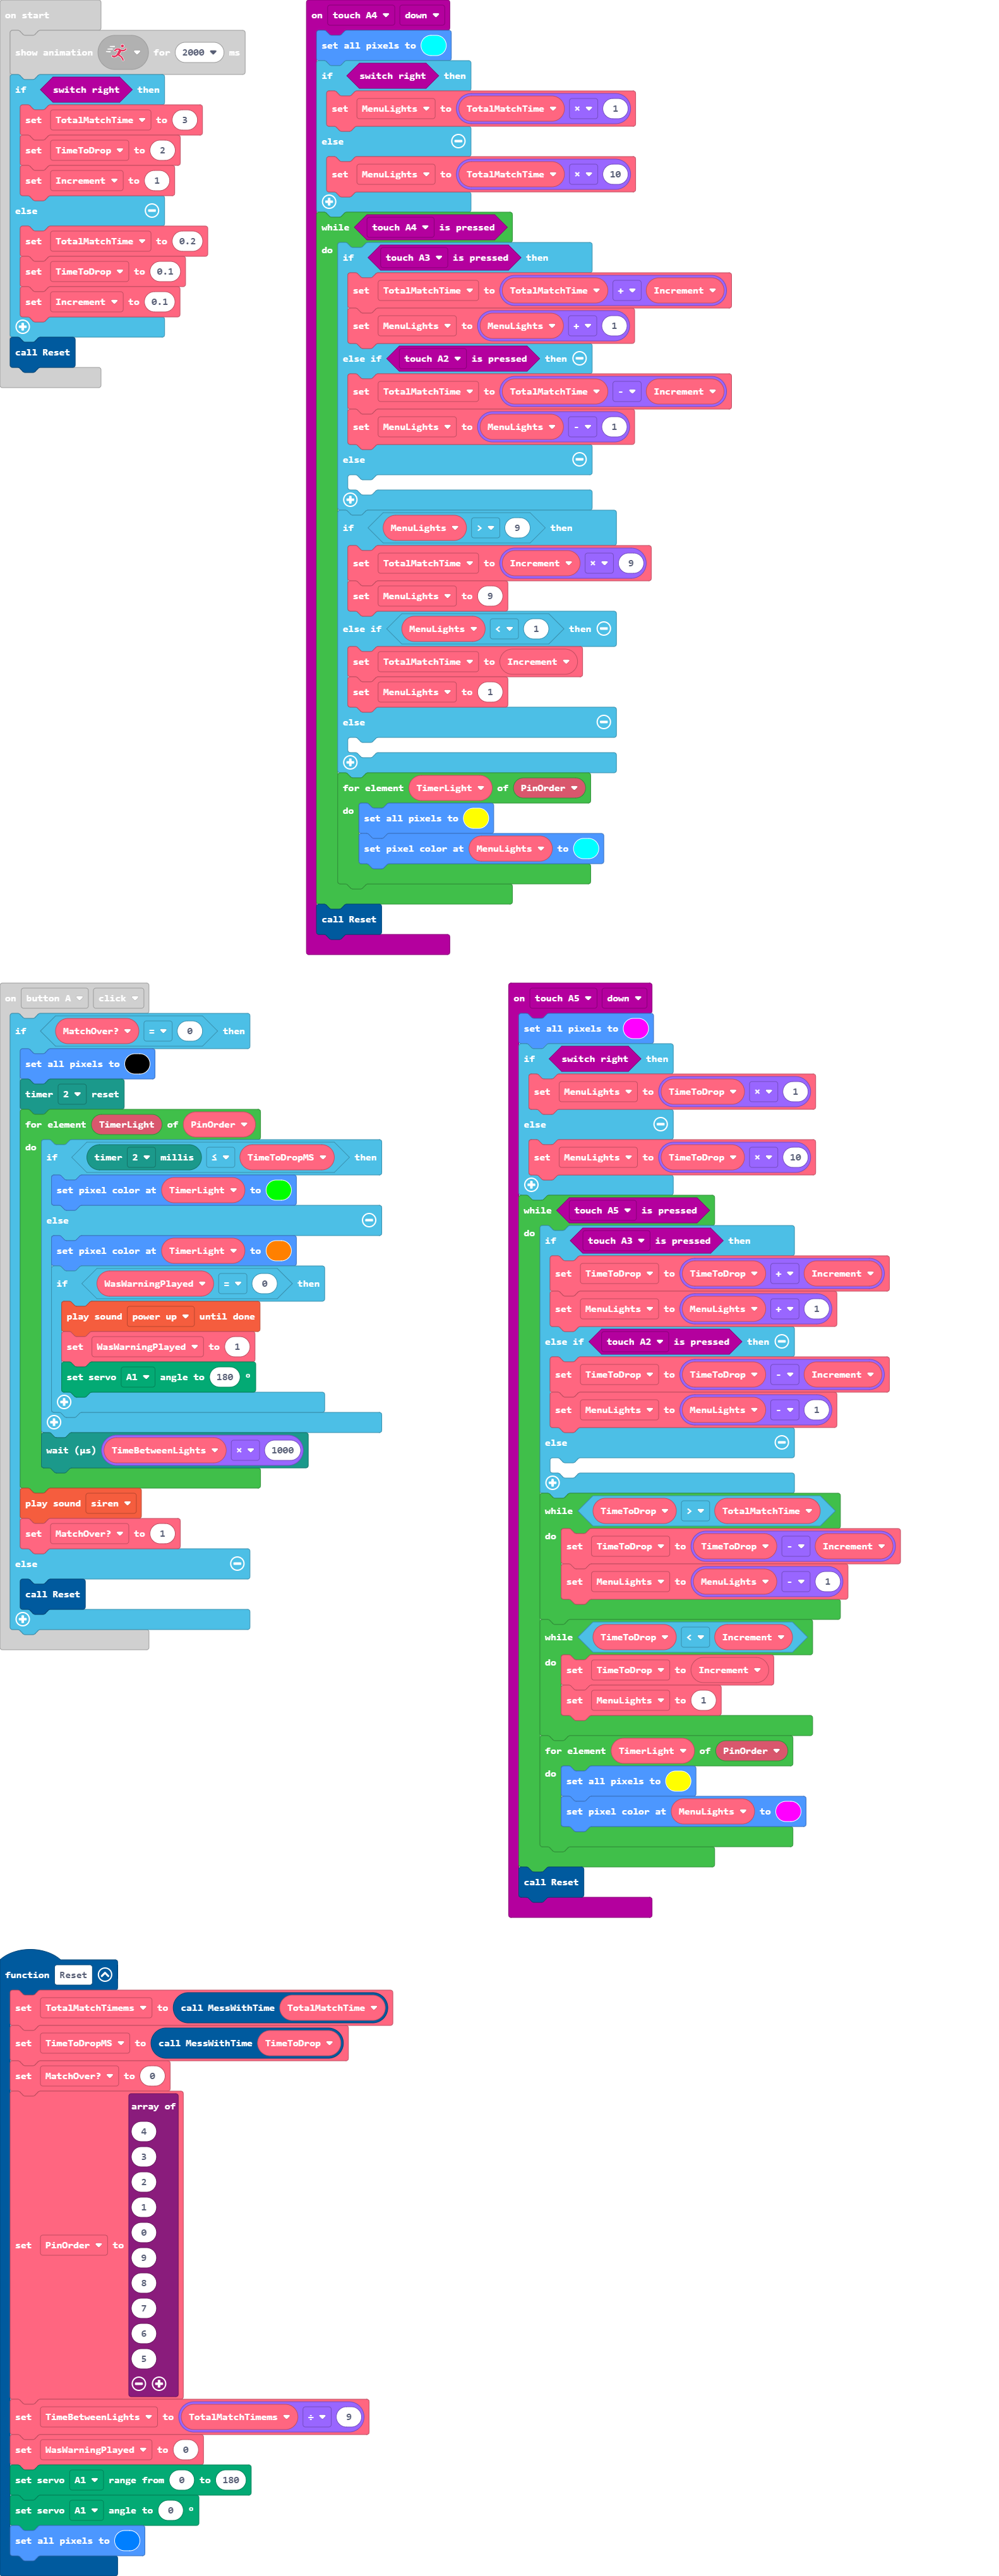 on start
show animation for 2000 ms
if switch right then
set TotalMatchTime to 3
set TimeToDrop to 2
set Increment to 1
else
set TotalMatchTime to 0.2
set TimeToDrop to 0.1
set Increment to 0.1
call Reset
on touch A4 down
set all pixels to
if switch right then
set MenuLights to TotalMatchTime × 1
else
set MenuLights to TotalMatchTime × 10
while touch A4 is pressed
do
if touch A3 is pressed then
set TotalMatchTime to TotalMatchTime + Increment
set MenuLights to MenuLights + 1
else if touch A2 is pressed then
set TotalMatchTime to TotalMatchTime - Increment
set MenuLights to MenuLights - 1
else
if MenuLights > 9 then
set TotalMatchTime to Increment × 9
set MenuLights to 9
else if MenuLights < 1 then
set TotalMatchTime to Increment
set MenuLights to 1
else
for element TimerLight of PinOrder
do
set all pixels to
set pixel color at MenuLights to
call Reset
on button A click
if MatchOver? = 0 then
set all pixels to
timer 2 reset
for element TimerLight of PinOrder
do
if timer 2 millis ≤ TimeToDropMS then
set pixel color at TimerLight to
else
set pixel color at TimerLight to
if WasWarningPlayed = 0 then
play sound power up until done
set WasWarningPlayed to 1
set servo A1 angle to 180 °
wait (µs) TimeBetweenLights × 1000
play sound siren
set MatchOver? to 1
else
call Reset
on touch A5 down
set all pixels to
if switch right then
set MenuLights to TimeToDrop × 1
else
set MenuLights to TimeToDrop × 10
while touch A5 is pressed
do
if touch A3 is pressed then
set TimeToDrop to TimeToDrop + Increment
set MenuLights to MenuLights + 1
else if touch A2 is pressed then
set TimeToDrop to TimeToDrop - Increment
set MenuLights to MenuLights - 1
else
while TimeToDrop > TotalMatchTime
do
set TimeToDrop to TimeToDrop - Increment
set MenuLights to MenuLights - 1
while TimeToDrop < Increment
do
set TimeToDrop to Increment
set MenuLights to 1
for element TimerLight of PinOrder
do
set all pixels to
set pixel color at MenuLights to
call Reset
function Reset
set TotalMatchTimems to call MessWithTime TotalMatchTime
set TimeToDropMS to call MessWithTime TimeToDrop
set MatchOver? to 0
set PinOrder to
array of
4
3
2
1
0
9
8
7
6
5
set TimeBetweenLights to TotalMatchTimems ÷ 9
set WasWarningPlayed to 0
set servo A1 range from 0 to 180
set servo A1 angle to 0 °
set all pixels to